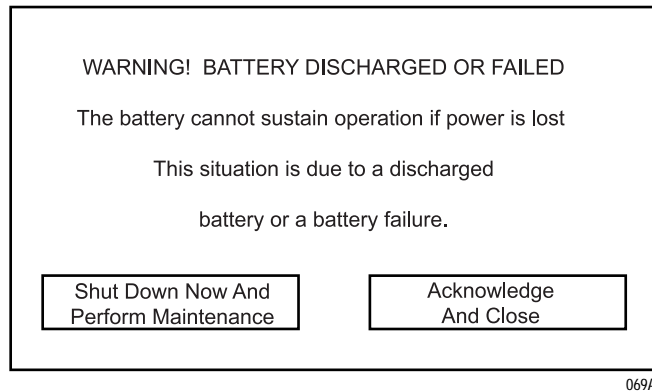 WARNING! BATTERY DISCHARGED OR FAILED
The battery cannot sustain operation if power is lost
This situation is due to a discharged
battery or a battery failure.
Shut Down Now And
Perform Maintenance
Acknowledge
And Close
069A